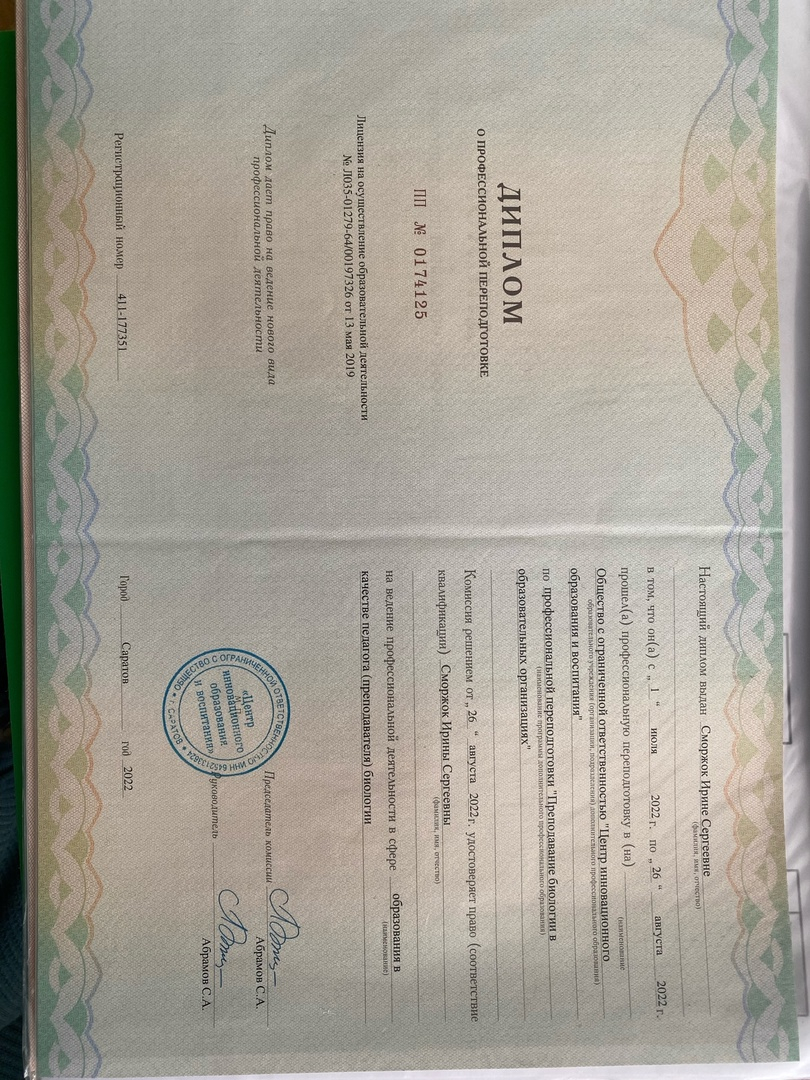 ДИПЛОМ
О ПРОФЕССИОНАЛЬНОЙ ПЕРЕПОДГОТОВКЕ
ПП № 0174125
Лицензия на осуществление образовательной деятельности
№ Л035-01279-64/00197326 от 13 мая 2019
Диплом дает право на ведение нового вида
профессиональной деятельности
Регистрационный номер 411-177351
Настоящий диплом выдан Сморжок Ирине Сергеевне
(фамилия, имя, отчество)
в том, что он(а) с „ 1 “ июля 2022 г. по „ 26 “ августа 2022 г.
прошел(а) профессиональную переподготовку в (на)
(наименование
Общество с ограниченной ответственностью "Центр инновационного
образовательного учреждения (организации, подразделения) дополнительного профессионального образования)
образования и воспитания"
по профессиональной переподготовки "Преподавание биологии в
(наименование программы дополнительного профессионального образования)
образовательных организациях"
Комиссия решением от „ 26 “ августа 2022г. удостоверяет право (соответствие
квалификации) Сморжок Ирины Сергеевны
(фамилия, имя, отчество)
на ведение профессиональной деятельности в сфере образования в
(наименование)
качестве педагога (преподавателя) биологии
Председатель комиссии
Абрамов С.А.
Руководитель
Абрамов С.А.
ОБЩЕСТВО С ОГРАНИЧЕННОЙ ОТВЕТСТВЕННОСТЬЮ
Г. САРАТОВ
«Центр
инновационного
образования
и воспитания»
М.П.
Город Саратов год 2022